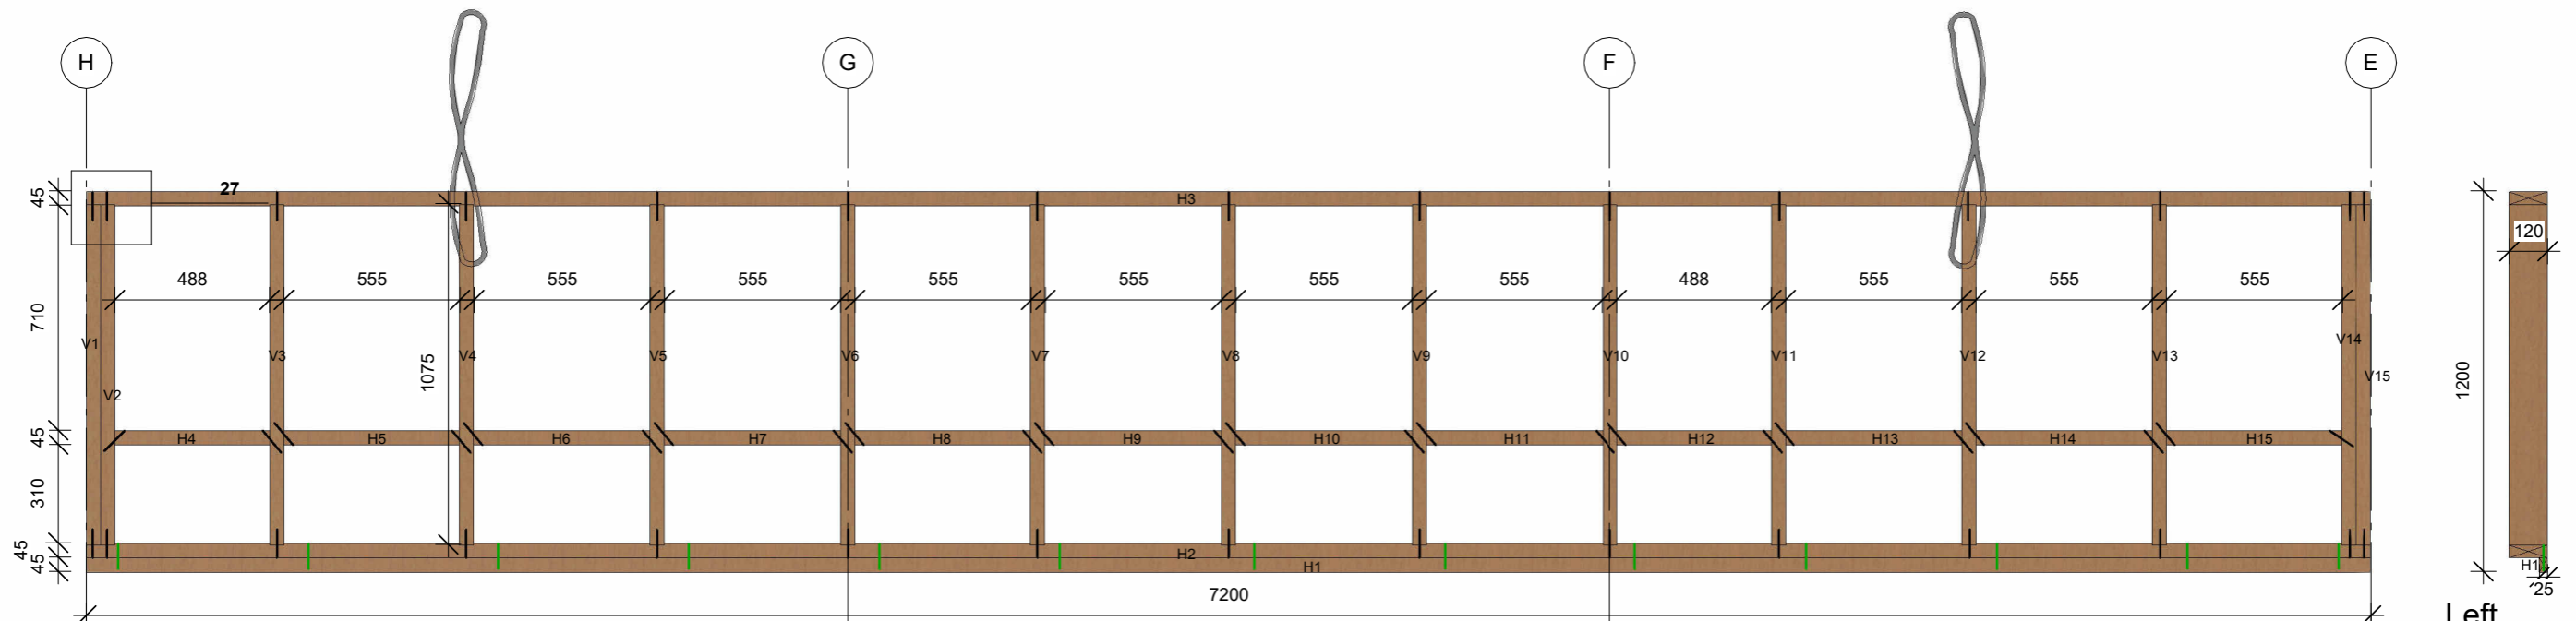 H G F E
45 27 H3
120
488 555 555 555 555 555 555 555 488 555 555 555
710
V1 V3 V4 V5 V6 V7 V8 V9 V10 V11 V12 V13 V14
1075
1200
V2 V15
45 H4 H5 H6 H7 H8 H9 H10 H11 H12 H13 H14 H15
310
45 H2
45 H1 H1
25
7200
Left